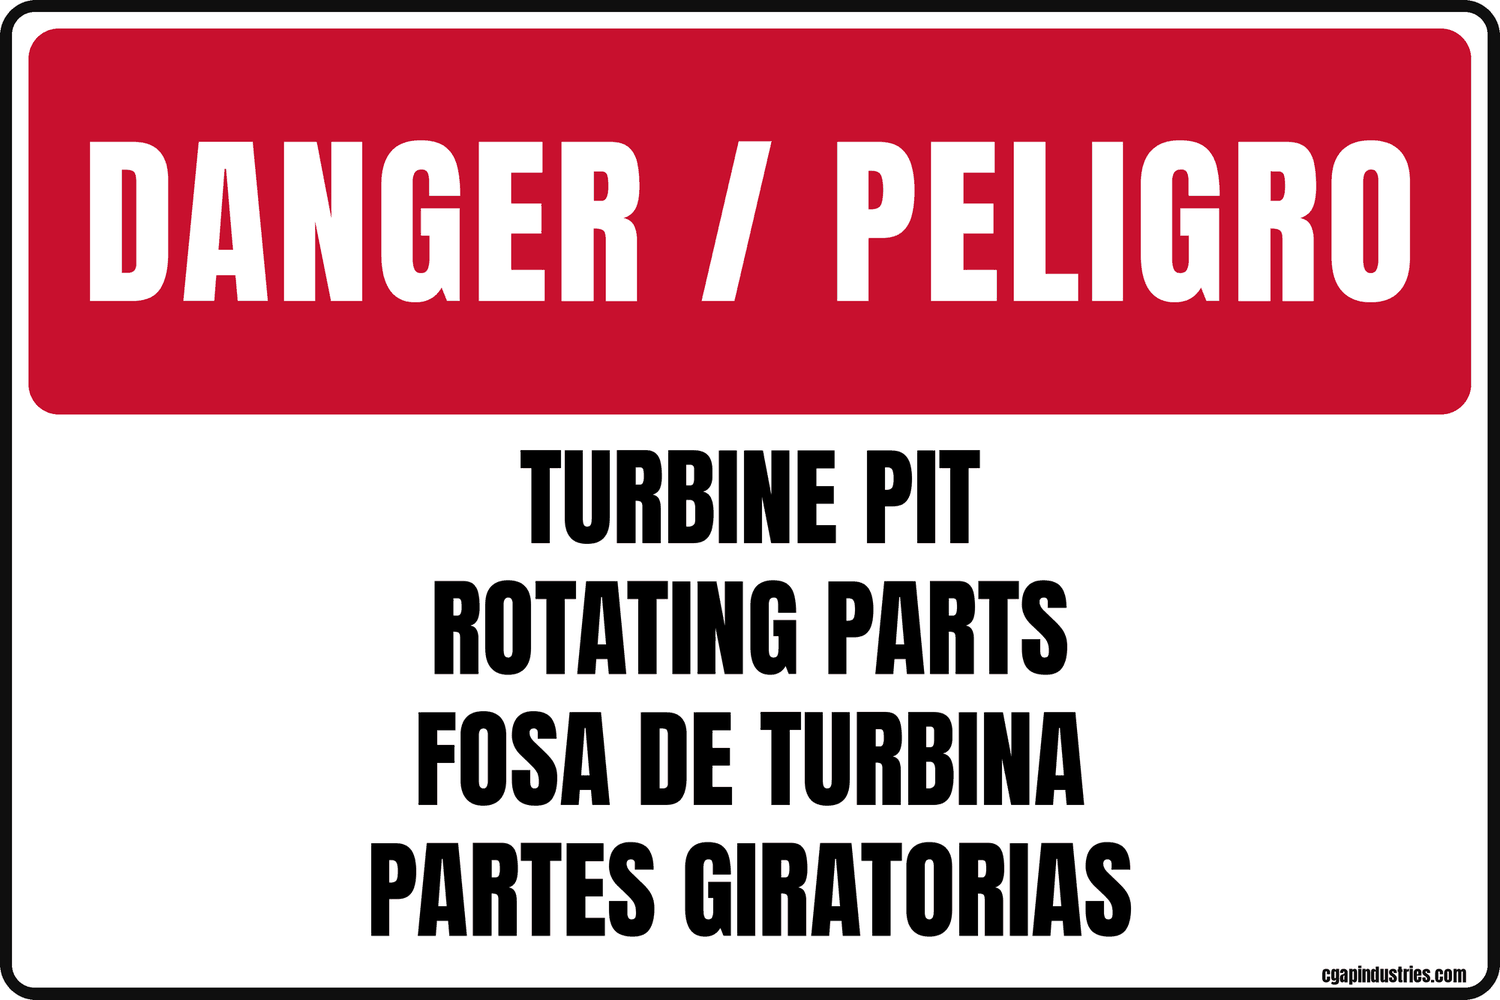 DANGER / PELIGRO
TURBINE PIT
ROTATING PARTS
FOSA DE TURBINA
PARTES GIRATORIAS
cgapindustries.com